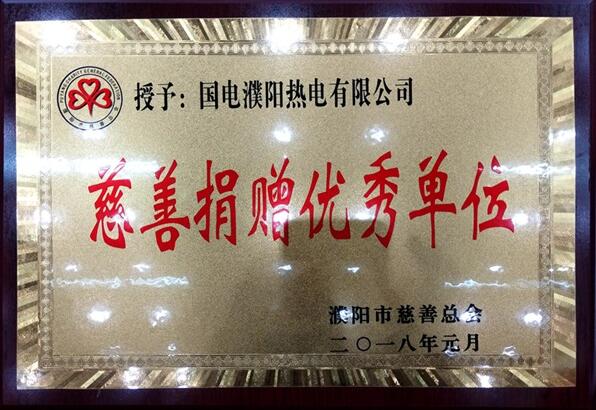 授予：国电濮阳热电有限公司
慈善捐赠优秀单位
濮阳市慈善总会
二〇一八年元月